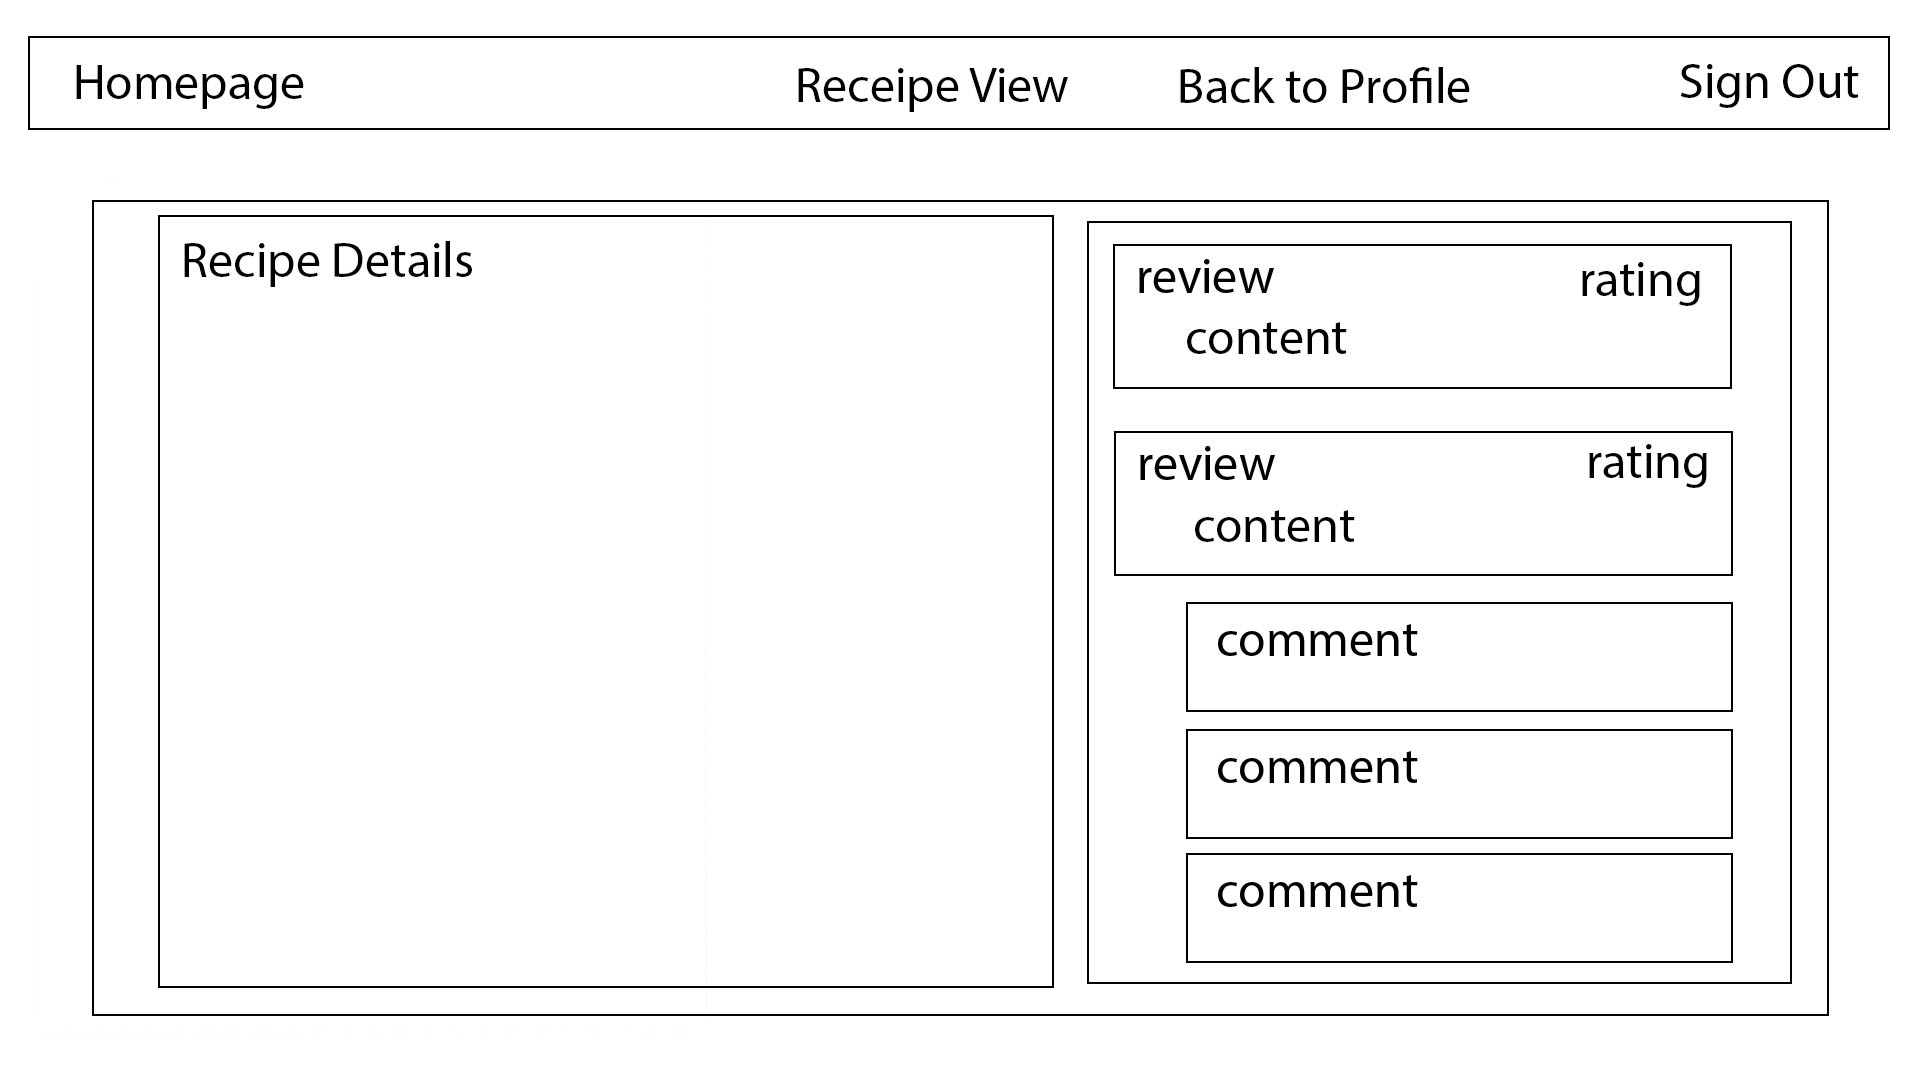 Homepage
Receipe View
Back to Profile
Sign Out
Recipe Details
review
rating
content
review
rating
content
comment
comment
comment